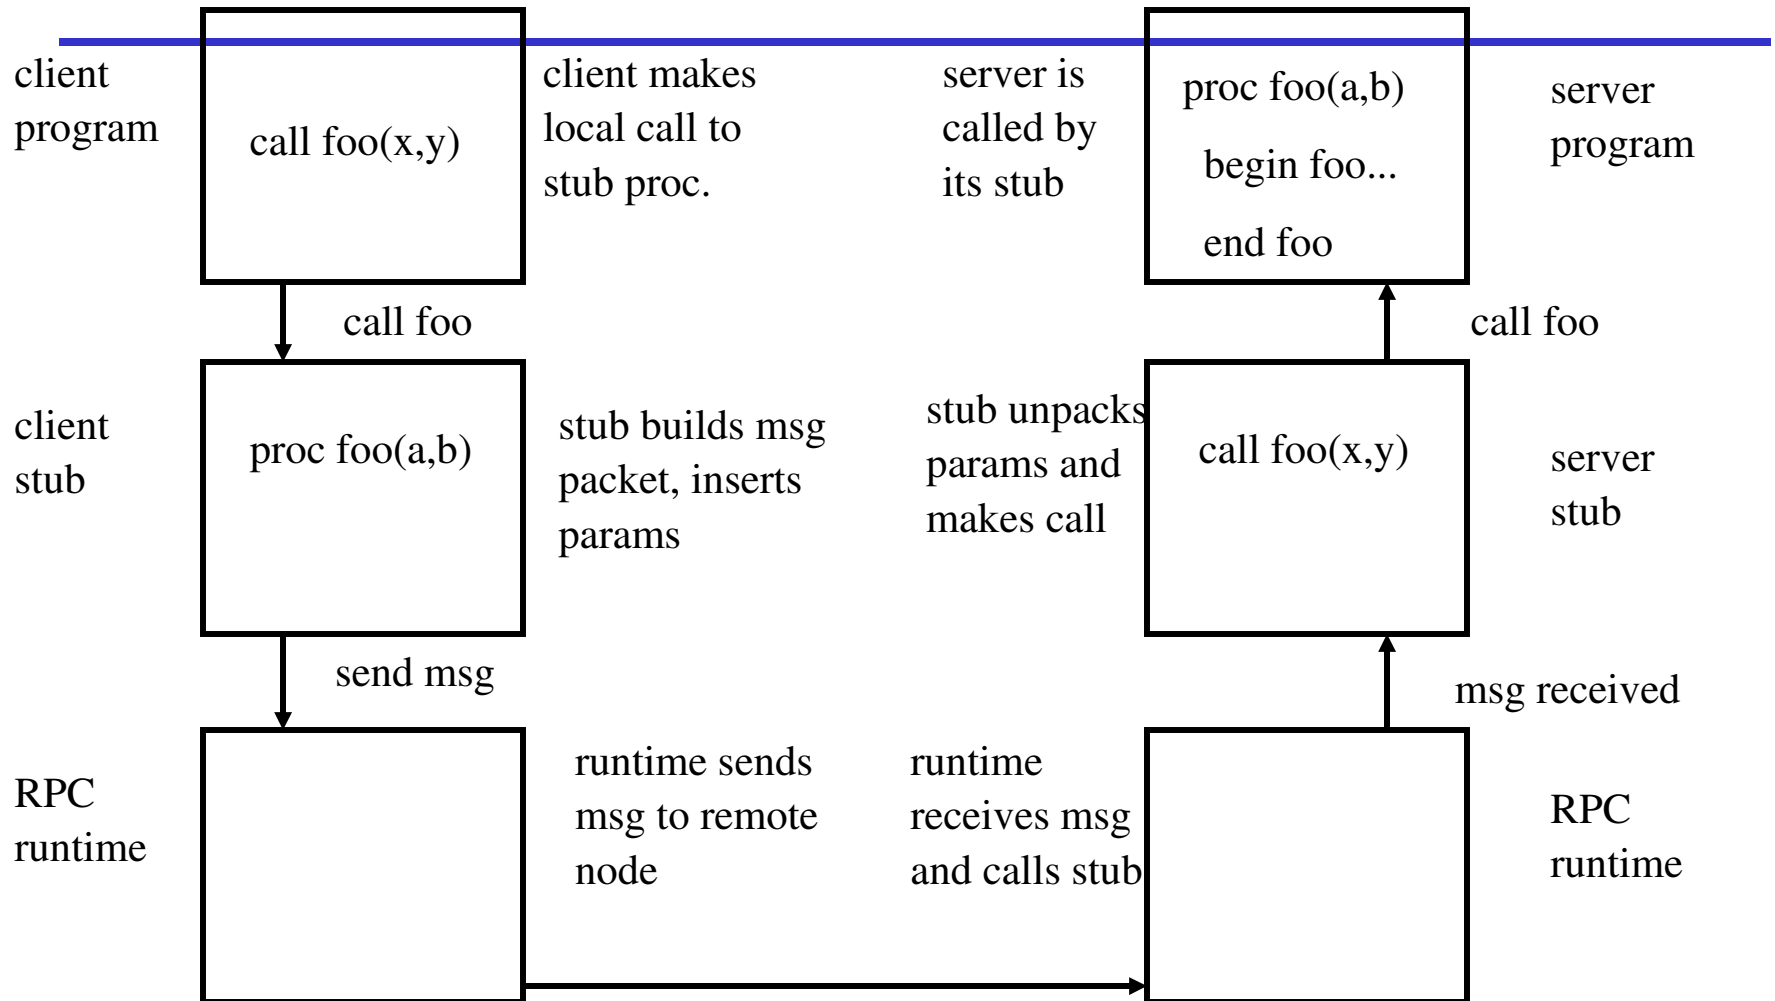 client
program
call foo(x,y)
client makes
local call to
stub proc.
server is
called by
its stub
proc foo(a,b)
begin foo...
end foo
server
program
call foo
call foo
client
stub
proc foo(a,b)
stub builds msg
packet, inserts
params
stub unpacks
params and
makes call
call foo(x,y)
server
stub
send msg
msg received
RPC
runtime
runtime sends
msg to remote
node
runtime
receives msg
and calls stub
RPC
runtime